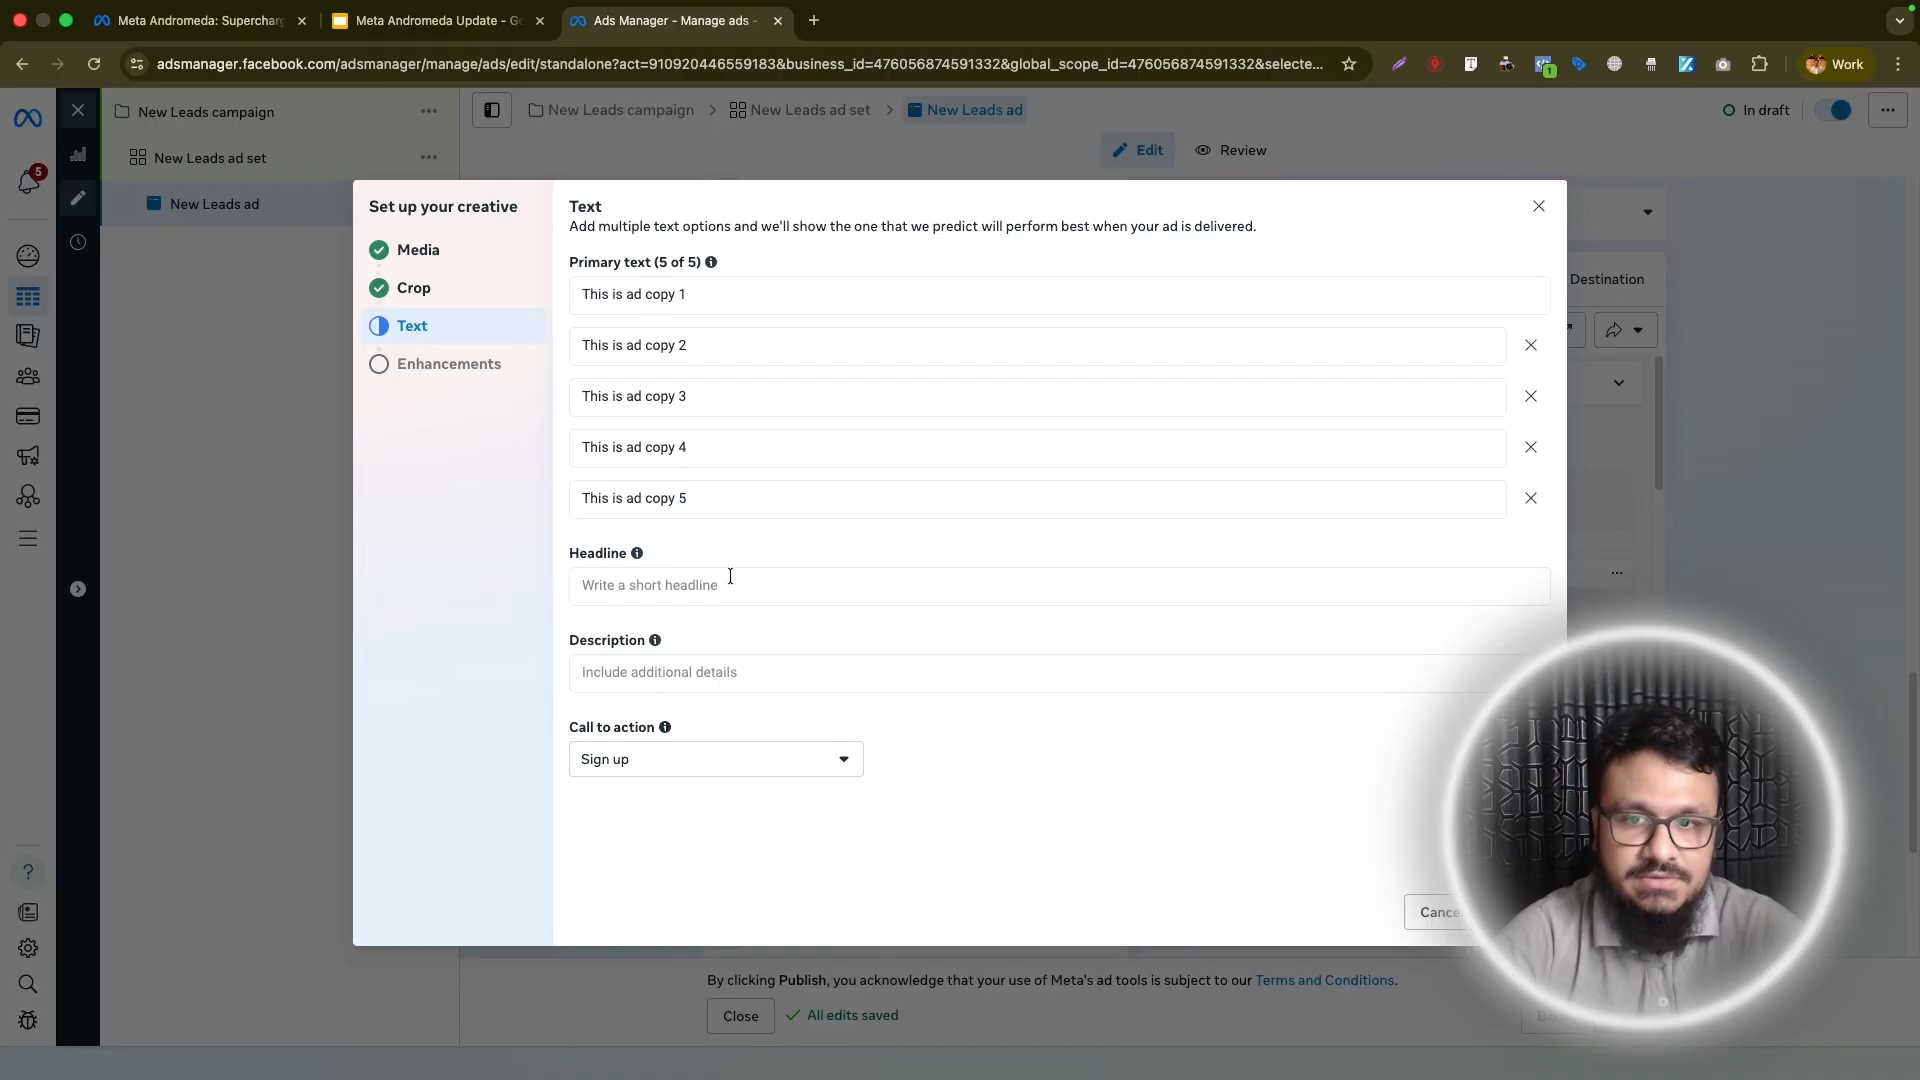 Meta Andromeda: Supercharg
Meta Andromeda Update - G
Ads Manager - Manage ads -
adsmanager.facebook.com/adsmanager/manage/ads/edit/standalone?act=910920446559183&business_id=476056874591332&global_scope_id=476056874591332&selecte...
1
Work
New Leads campaign
New Leads campaign
New Leads ad set
New Leads ad
In draft
5
New Leads ad set
Edit
Review
New Leads ad
Set up your creative
Media
Crop
Text
Enhancements
Text
Add multiple text options and we'll show the one that we predict will perform best when your ad is delivered.
Primary text (5 of 5)
This is ad copy 1
This is ad copy 2
This is ad copy 3
This is ad copy 4
This is ad copy 5
Headline
Write a short headline
Description
Include additional details
Call to action
Sign up
Destination
Cance
By clicking Publish, you acknowledge that your use of Meta's ad tools is subject to our Terms and Conditions.
Close
All edits saved